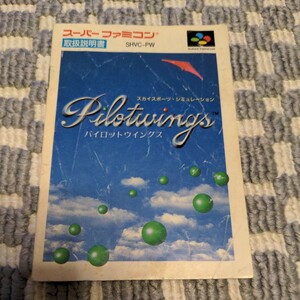 スーパーファミコン®
取扱説明書
SHVC-PW
スカイスポーツ・シミュレーション
Pilotwings
パイロットウイングス